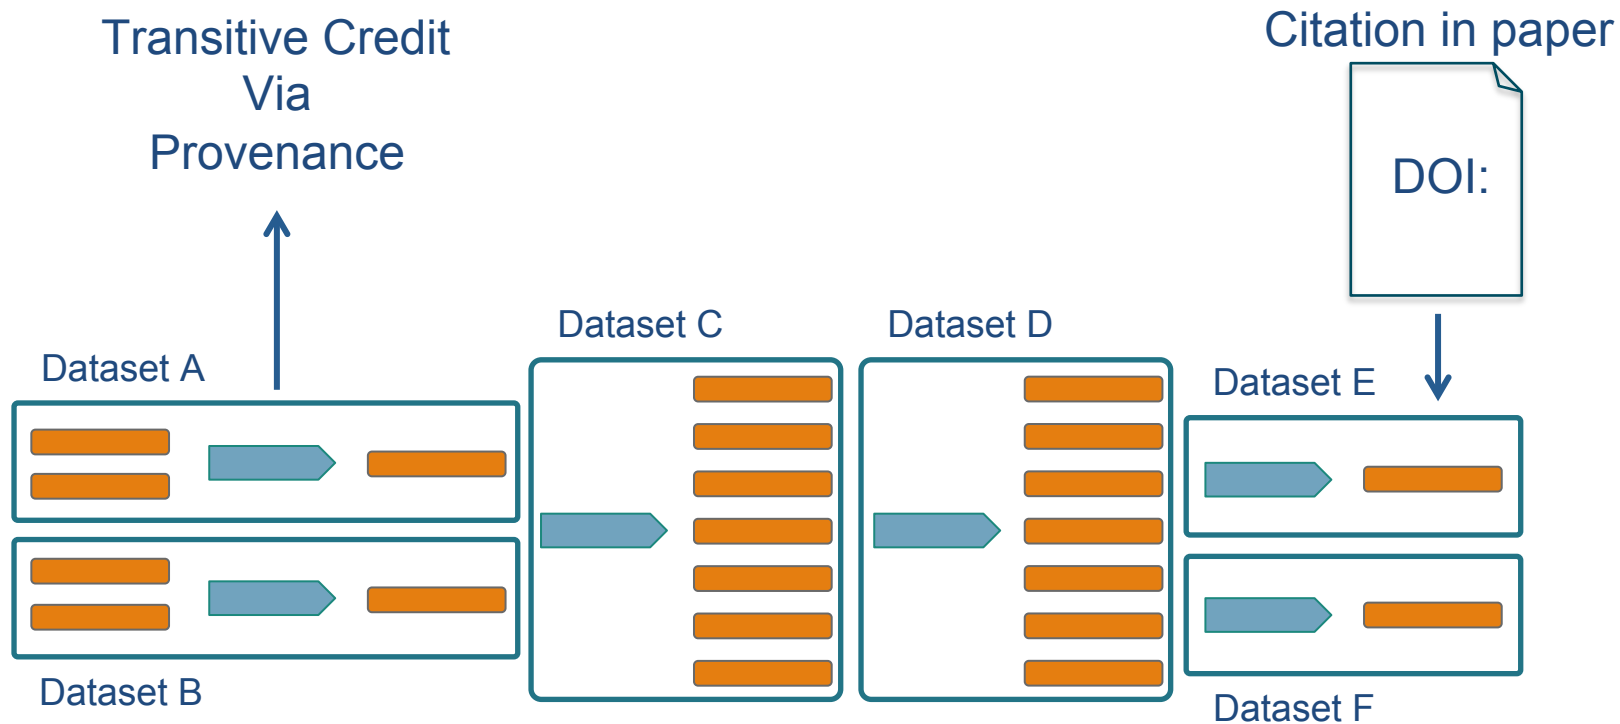 Transitive Credit
Via
Provenance
Citation in paper
DOI:
Dataset A
Dataset B
Dataset C
Dataset D
Dataset E
Dataset F